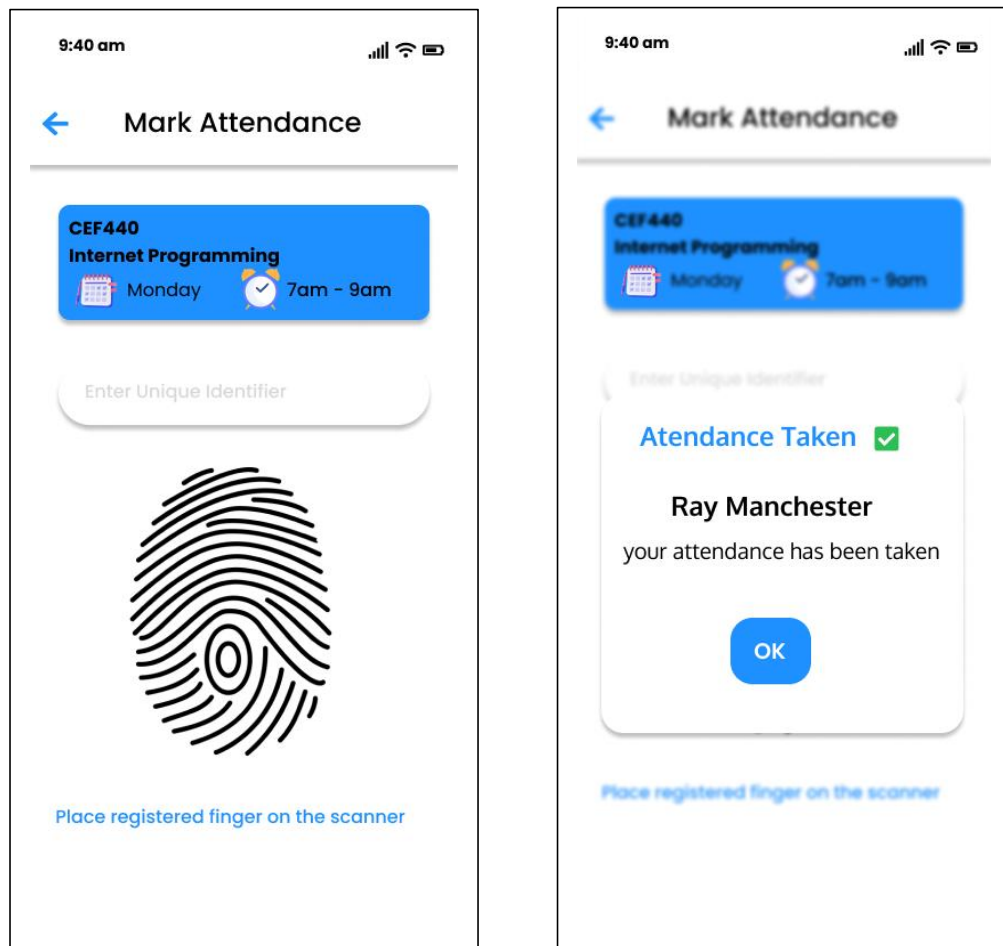 9:40 am
Mark Attendance
CEF440
Internet Programming
Monday 7am - 9am
Enter Unique Identifier
Place registered finger on the scanner
9:40 am
Mark Attendance
CEF440
Internet Programming
Monday 7am - 9am
Enter Unique Identifier
Atendance Taken
Ray Manchester
your attendance has been taken
OK
Place registered finger on the scanner